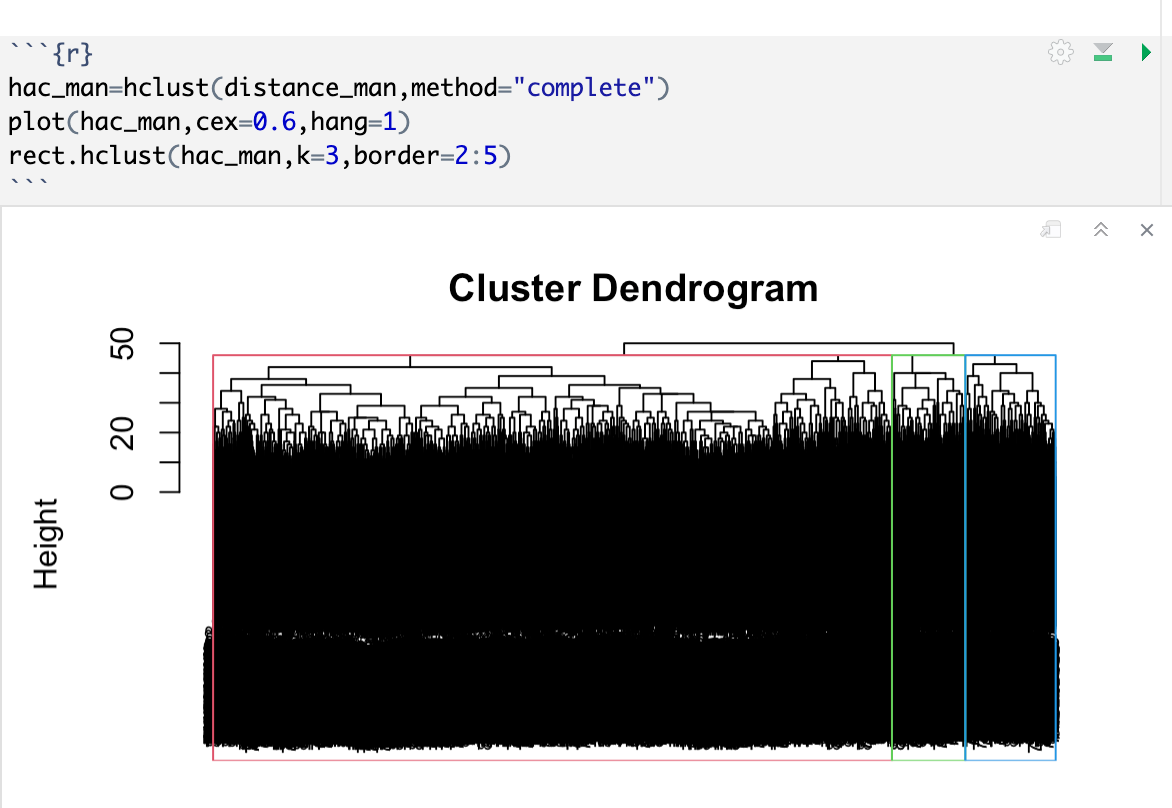 ```{r}
hac_man=hclust(distance_man,method="complete")
plot(hac_man,cex=0.6,hang=1)
rect.hclust(hac_man,k=3,border=2:5)
```
Cluster Dendrogram
50
20
0
Height